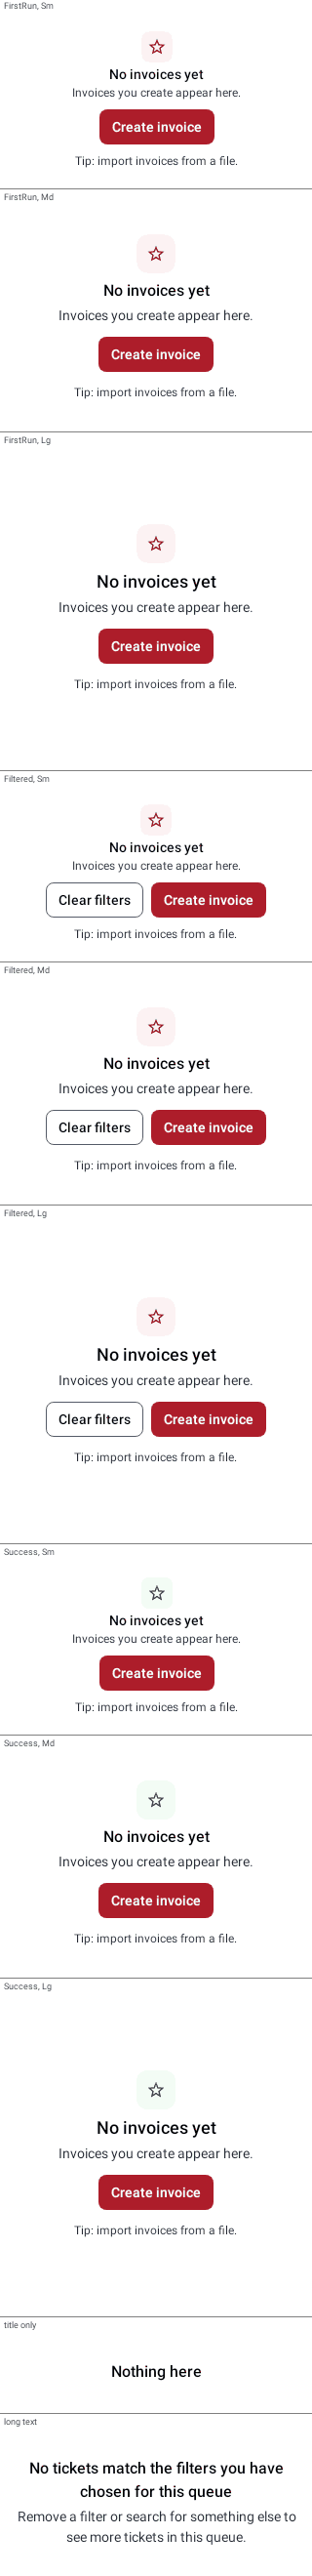 FirstRun, Sm
No invoices yet
Invoices you create appear here.
Create invoice
Tip: import invoices from a file.
FirstRun, Md
No invoices yet
Invoices you create appear here.
Create invoice
Tip: import invoices from a file.
FirstRun, Lg
No invoices yet
Invoices you create appear here.
Create invoice
Tip: import invoices from a file.
Filtered, Sm
No invoices yet
Invoices you create appear here.
Clear filters Create invoice
Tip: import invoices from a file.
Filtered, Md
No invoices yet
Invoices you create appear here.
Clear filters Create invoice
Tip: import invoices from a file.
Filtered, Lg
No invoices yet
Invoices you create appear here.
Clear filters Create invoice
Tip: import invoices from a file.
Success, Sm
No invoices yet
Invoices you create appear here.
Create invoice
Tip: import invoices from a file.
Success, Md
No invoices yet
Invoices you create appear here.
Create invoice
Tip: import invoices from a file.
Success, Lg
No invoices yet
Invoices you create appear here.
Create invoice
Tip: import invoices from a file.
title only
Nothing here
long text
No tickets match the filters you have
chosen for this queue
Remove a filter or search for something else to
see more tickets in this queue.